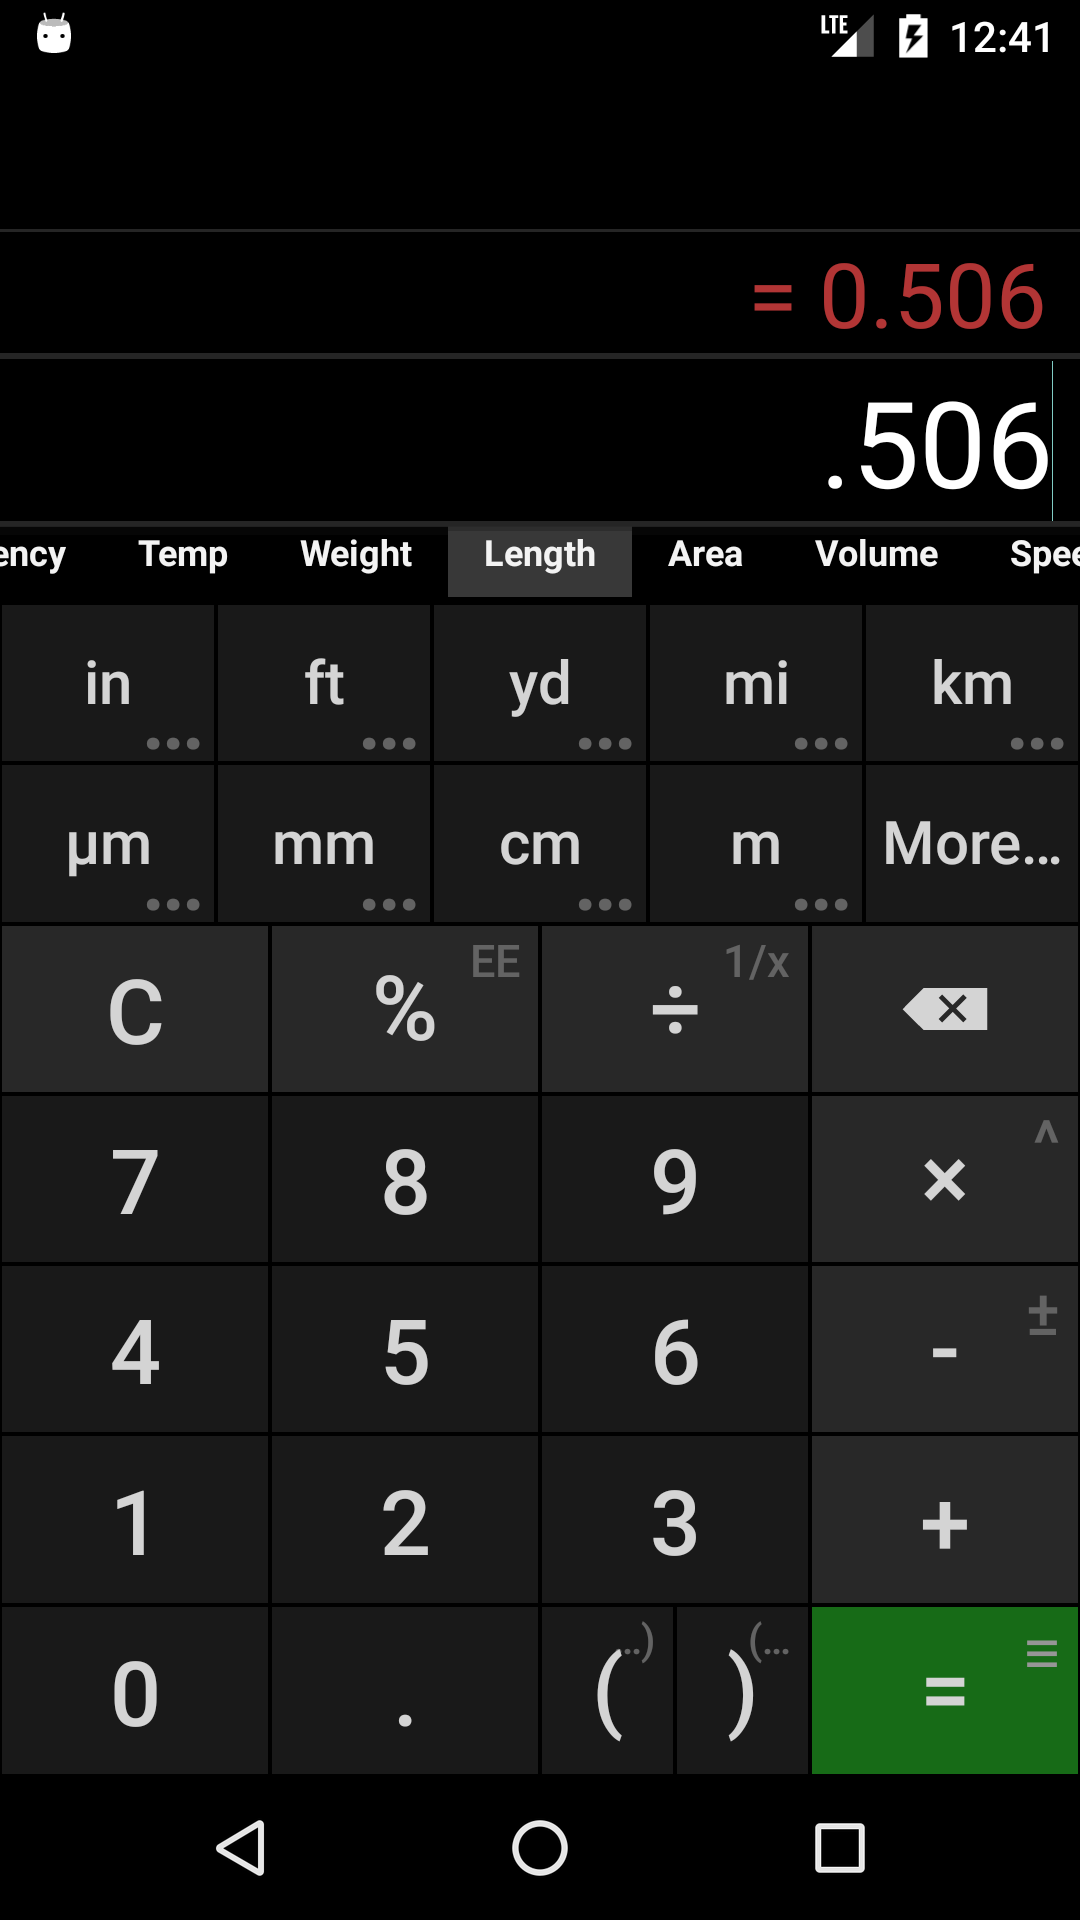 LTE 12:41
= 0.506
.506
ency Temp Weight Length Area Volume Spee
in ft yd mi km
µm mm cm m More...
C % EE ÷ 1/x
7 8 9 × ^
4 5 6 - ±
1 2 3 +
0 . ( ..) ) (... =